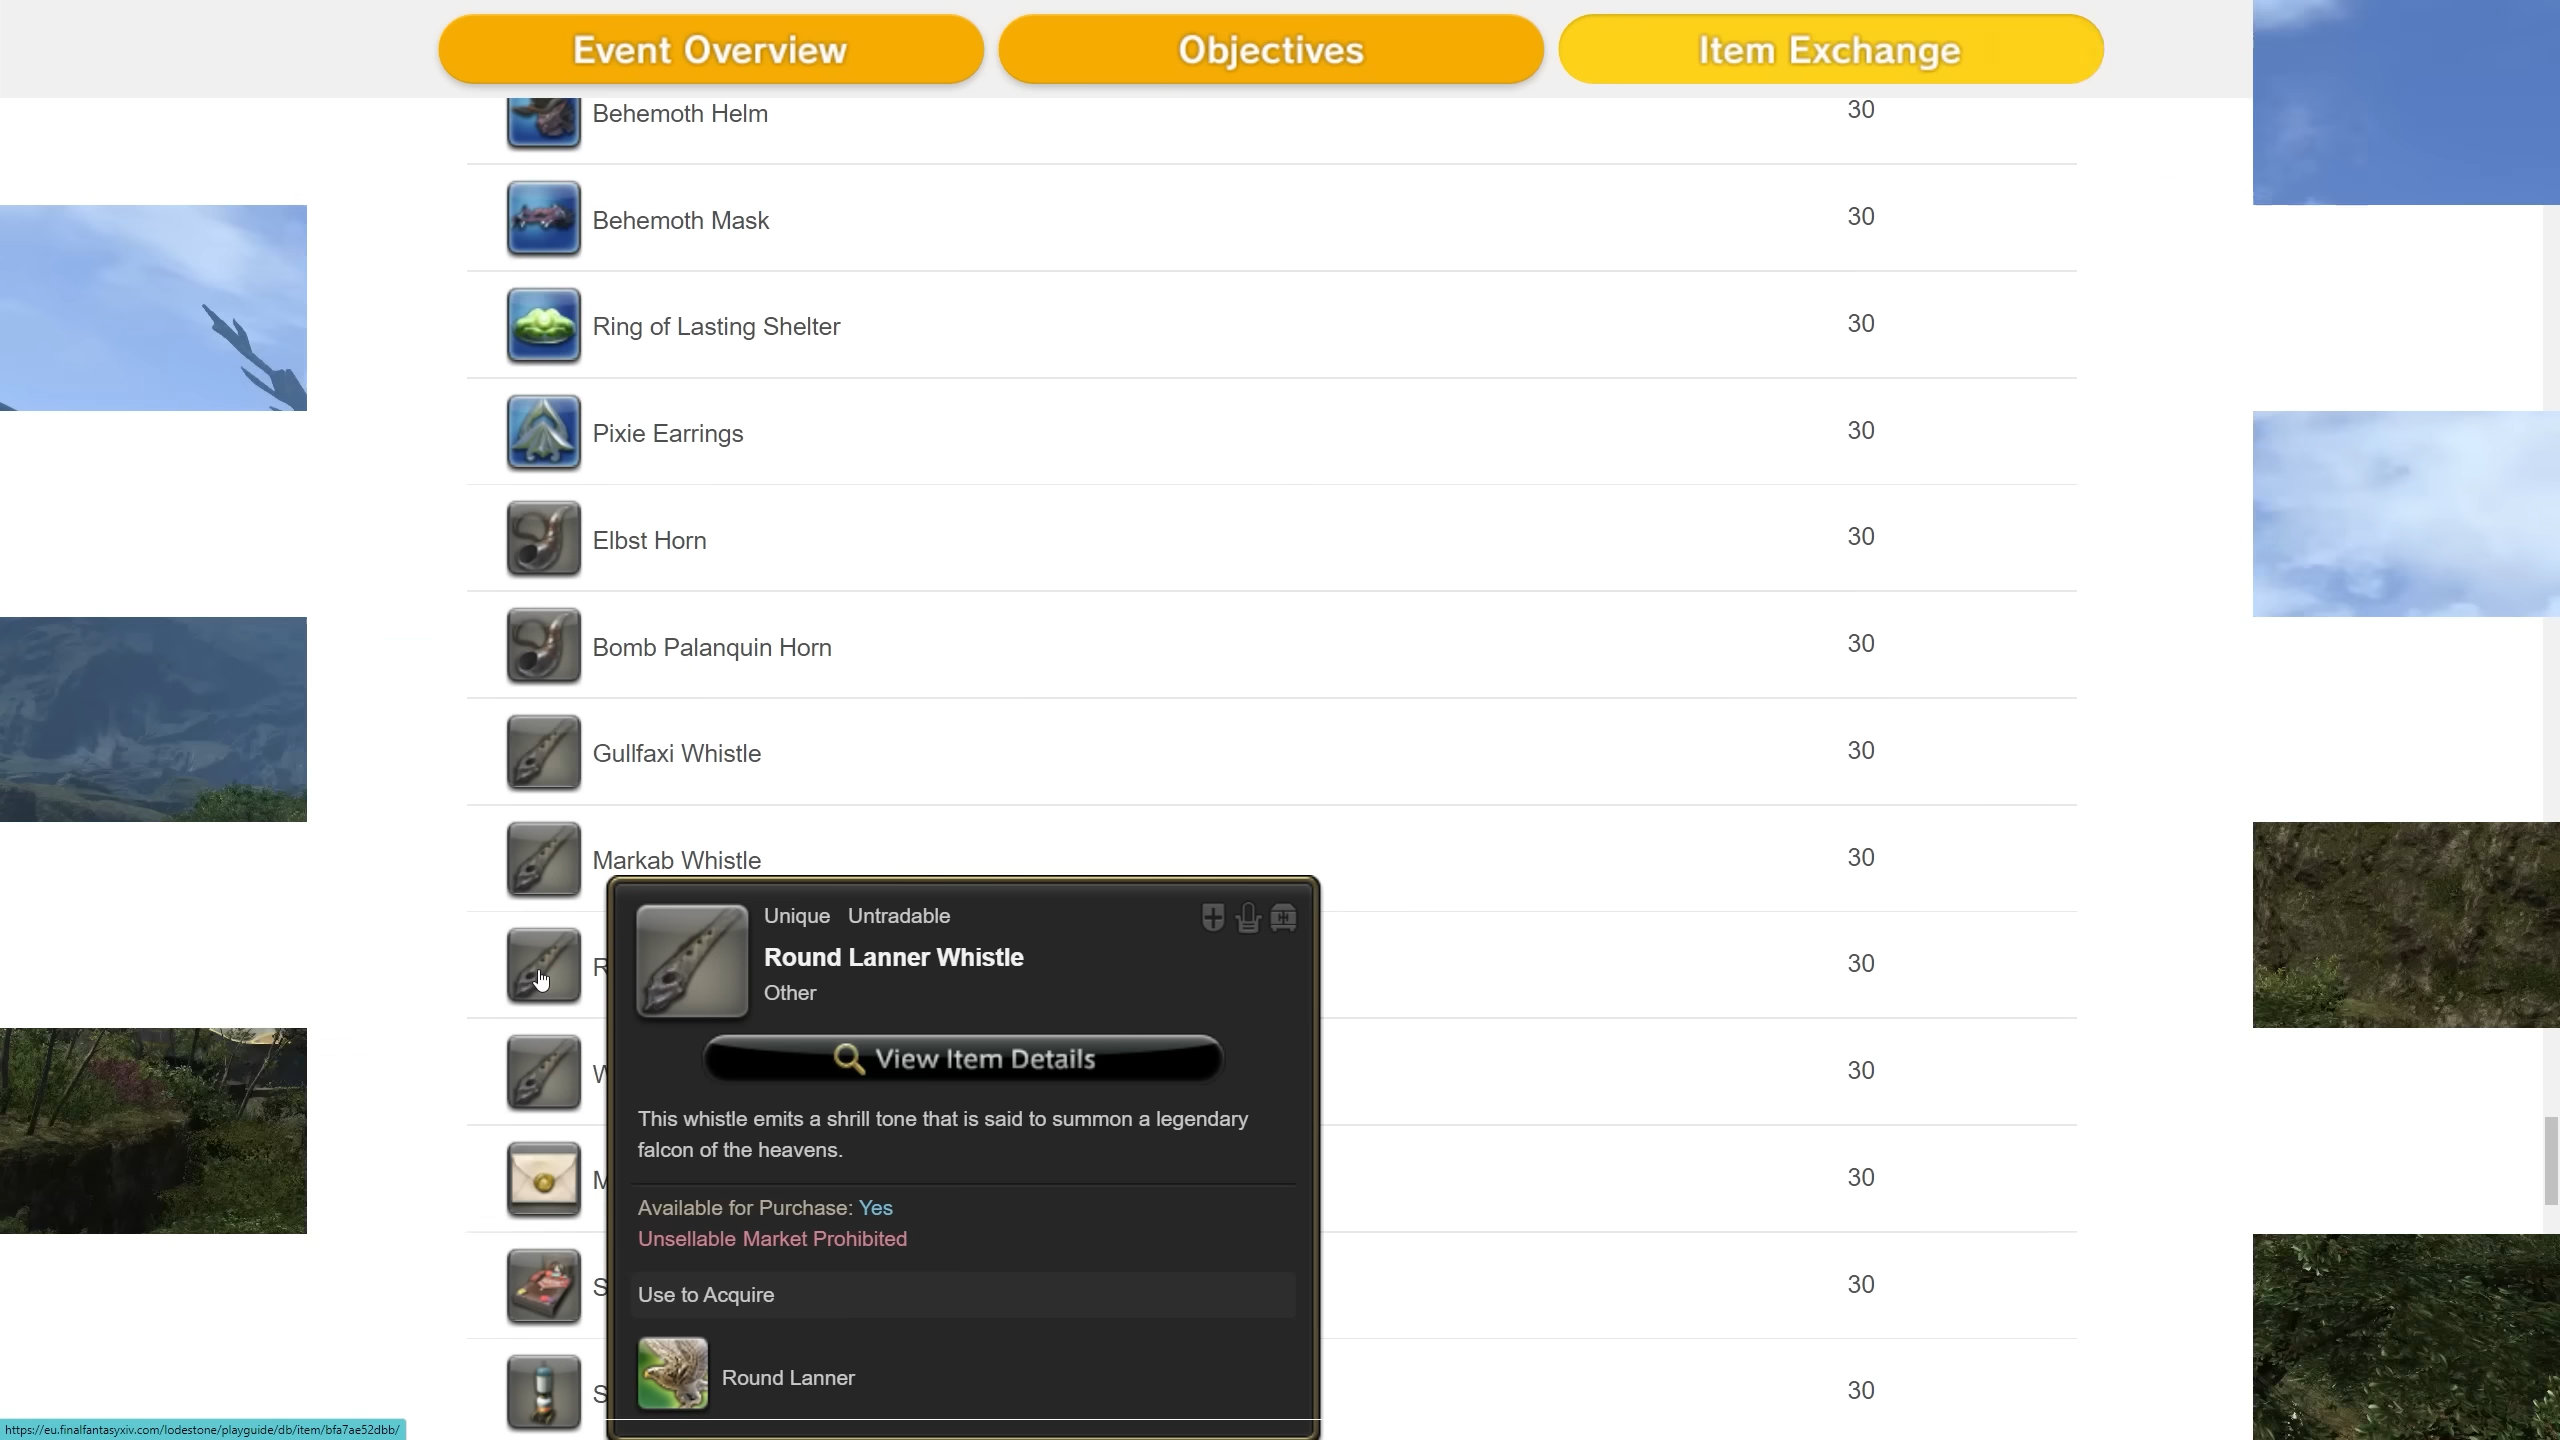 Event Overview
Objectives
Item Exchange
Behemoth Helm 30
Behemoth Mask 30
Ring of Lasting Shelter 30
Pixie Earrings 30
Elbst Horn 30
Bomb Palanquin Horn 30
Gullfaxi Whistle 30
Markab Whistle 30
R 30
W 30
M 30
S 30
S 30
Unique Untradable
Round Lanner Whistle
Other
View Item Details
This whistle emits a shrill tone that is said to summon a legendary
falcon of the heavens.
Available for Purchase: Yes
Unsellable Market Prohibited
Use to Acquire
Round Lanner
https://eu.finalfantasyxiv.com/lodestone/playguide/db/item/bfa7ae52dbb/